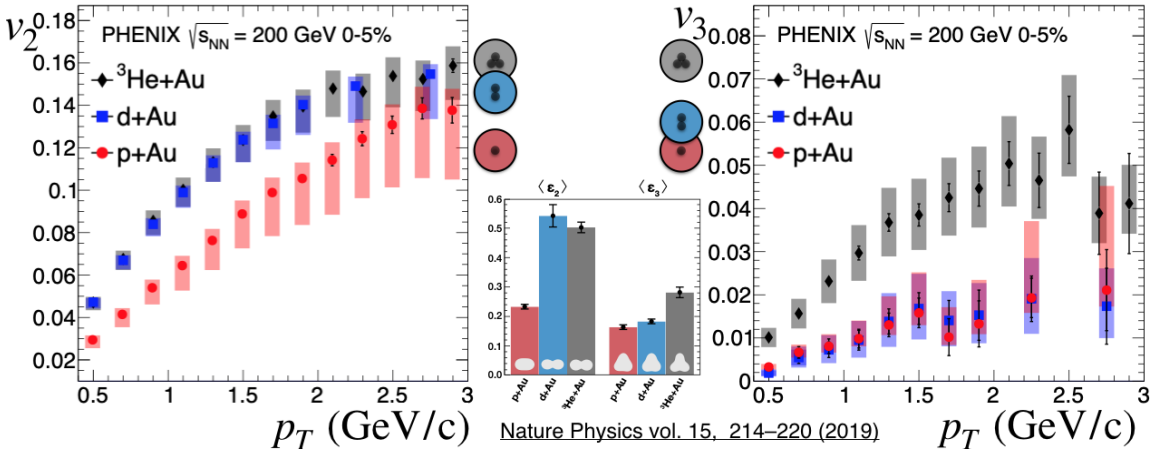 v2
PHENIX √sNN = 200 GeV 0-5%
3He+Au
d+Au
p+Au
0.18
0.16
0.14
0.12
0.1
0.08
0.06
0.04
0.02
0.5 1 1.5 2 2.5 3
pT (GeV/c)
⟨ε2⟩ ⟨ε3⟩
0.6
0.5
0.4
0.3
0.2
0.1
0.0
p+Au d+Au 3He+Au p+Au d+Au 3He+Au
Nature Physics vol. 15, 214–220 (2019)
v3
PHENIX √sNN = 200 GeV 0-5%
3He+Au
d+Au
p+Au
0.08
0.07
0.06
0.05
0.04
0.03
0.02
0.01
0
0.5 1 1.5 2 2.5 3
pT (GeV/c)